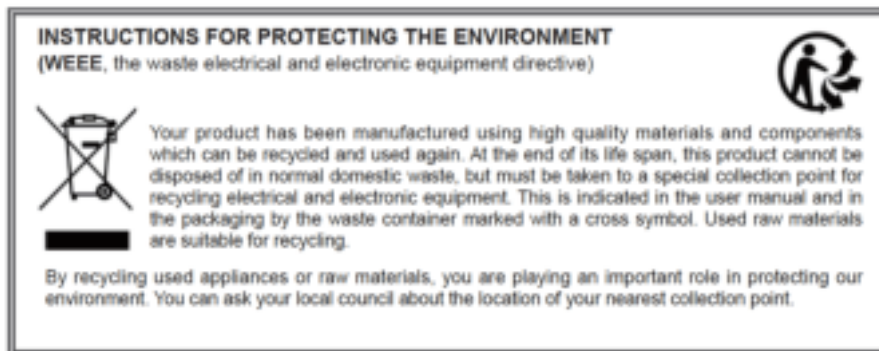 INSTRUCTIONS FOR PROTECTING THE ENVIRONMENT
(WEEE, the waste electrical and electronic equipment directive)
Your product has been manufactured using high quality materials and components
which can be recycled and used again. At the end of its life span, this product cannot be
disposed of in normal domestic waste, but must be taken to a special collection point for
recycling electrical and electronic equipment. This is indicated in the user manual and in
the packaging by the waste container marked with a cross symbol. Used raw materials
are suitable for recycling.
By recycling used appliances or raw materials, you are playing an important role in protecting our
environment. You can ask your local council about the location of your nearest collection point.